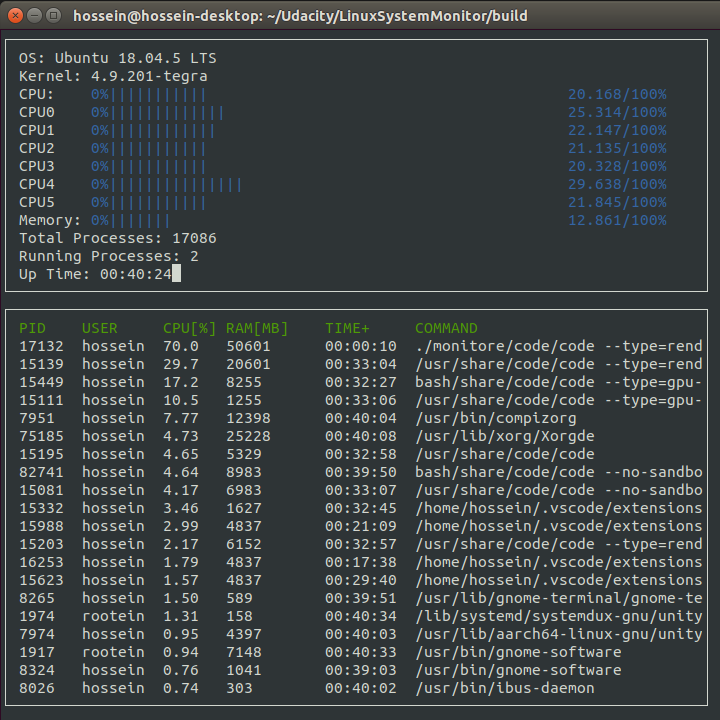 hossein@hossein-desktop: ~/Udacity/LinuxSystemMonitor/build
OS: Ubuntu 18.04.5 LTS
Kernel: 4.9.201-tegra
CPU: 0%||||||||||| 20.168/100%
CPU0 0%||||||||||||| 25.314/100%
CPU1 0%|||||||||||| 22.147/100%
CPU2 0%||||||||||| 21.135/100%
CPU3 0%||||||||||| 20.328/100%
CPU4 0%||||||||||||||| 29.638/100%
CPU5 0%||||||||||| 21.845/100%
Memory: 0%||||||| 12.861/100%
Total Processes: 17086
Running Processes: 2
Up Time: 00:40:24
PID USER CPU[%] RAM[MB] TIME+ COMMAND
17132 hossein 70.0 50601 00:00:10 ./monitore/code/code --type=rend
15139 hossein 29.7 20601 00:33:04 /usr/share/code/code --type=rend
15449 hossein 17.2 8255 00:32:27 bash/share/code/code --type=gpu-
15111 hossein 10.5 1255 00:33:06 /usr/share/code/code --type=gpu-
7951 hossein 7.77 12398 00:40:04 /usr/bin/compizorg
75185 hossein 4.73 25228 00:40:08 /usr/lib/xorg/Xorgde
15195 hossein 4.65 5329 00:32:58 /usr/share/code/code
82741 hossein 4.64 8983 00:39:50 bash/share/code/code --no-sandbo
15081 hossein 4.17 6983 00:33:07 /usr/share/code/code --no-sandbo
15332 hossein 3.46 1627 00:32:45 /home/hossein/.vscode/extensions
15988 hossein 2.99 4837 00:21:09 /home/hossein/.vscode/extensions
15203 hossein 2.17 6152 00:32:57 /usr/share/code/code --type=rend
16253 hossein 1.79 4837 00:17:38 /home/hossein/.vscode/extensions
15623 hossein 1.57 4837 00:29:40 /home/hossein/.vscode/extensions
8265 hossein 1.50 589 00:39:51 /usr/lib/gnome-terminal/gnome-te
1974 rootein 1.31 158 00:40:34 /lib/systemd/systemdux-gnu/unity
7974 hossein 0.95 4397 00:40:03 /usr/lib/aarch64-linux-gnu/unity
1917 rootein 0.94 7148 00:40:33 /usr/bin/gnome-software
8324 hossein 0.76 1041 00:39:03 /usr/bin/gnome-software
8026 hossein 0.74 303 00:40:02 /usr/bin/ibus-daemon